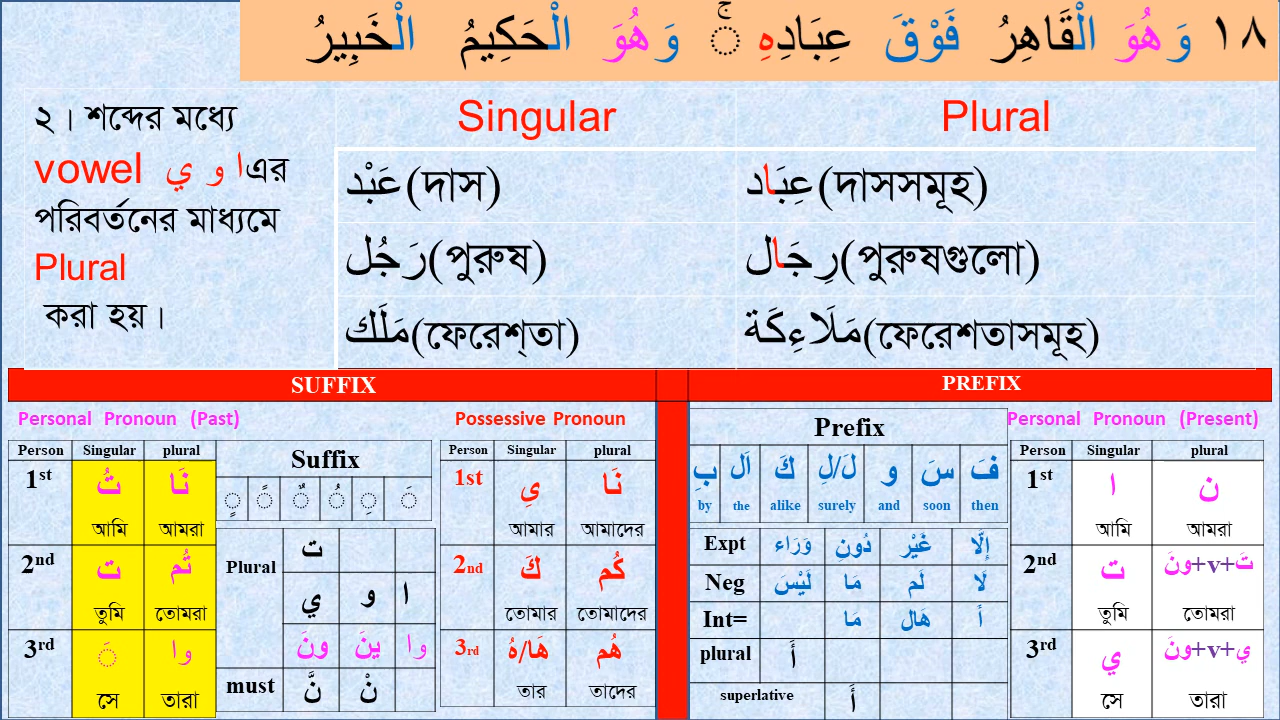 ١٨ وَهُوَ الْقَاهِرُ فَوْقَ عِبَادِهِ ۚ وَهُوَ الْحَكِيمُ الْخَبِيرُ
২। শব্দের মধ্যে
vowel ا و ي এর
পরিবর্তনের মাধ্যমে
Plural
করা হয়।
Singular Plural
عَبْد(দাস) عِبَاد(দাসসমূহ)
رَجُل(পুরুষ) رِجَال(পুরুষগুলো)
مَلَك(ফেরেশ্তা) مَلَاءِكَة(ফেরেশতাসমূহ)
SUFFIX PREFIX
Personal Pronoun (Past)
Person Singular plural
1st تُ نَا
আমি আমরা
2nd ت تُم
তুমি তোমরা
3rd ◌َ وا
সে তারা
Suffix
◌ٍ ◌ً ◌ٌ ◌ُ ◌ِ ◌َ
Plural ت
ي و ا
ونَ ينَ وا
must نَّ نْ
Possessive Pronoun
Person Singular plural
1st ىِ نَا
আমার আমাদের
2nd كَ كُم
তোমার তোমাদের
3rd هَا/هُ هُم
তার তাদের
Prefix
بِ اَل كَ لَ/لِ و سَ فَ
by the alike surely and soon then
Expt وَرَاء دُونِ غَيْر إِلَّا
Neg لَيْسَ مَا لَم لَا
Int= مَا هَال أَ
plural أَ
superlative أَ
Personal Pronoun (Present)
Person Singular plural
1st ا ن
আমি আমরা
2nd ت تَ+v+ونَ
তুমি তোমরা
3rd ي ي+v+ونَ
সে তারা